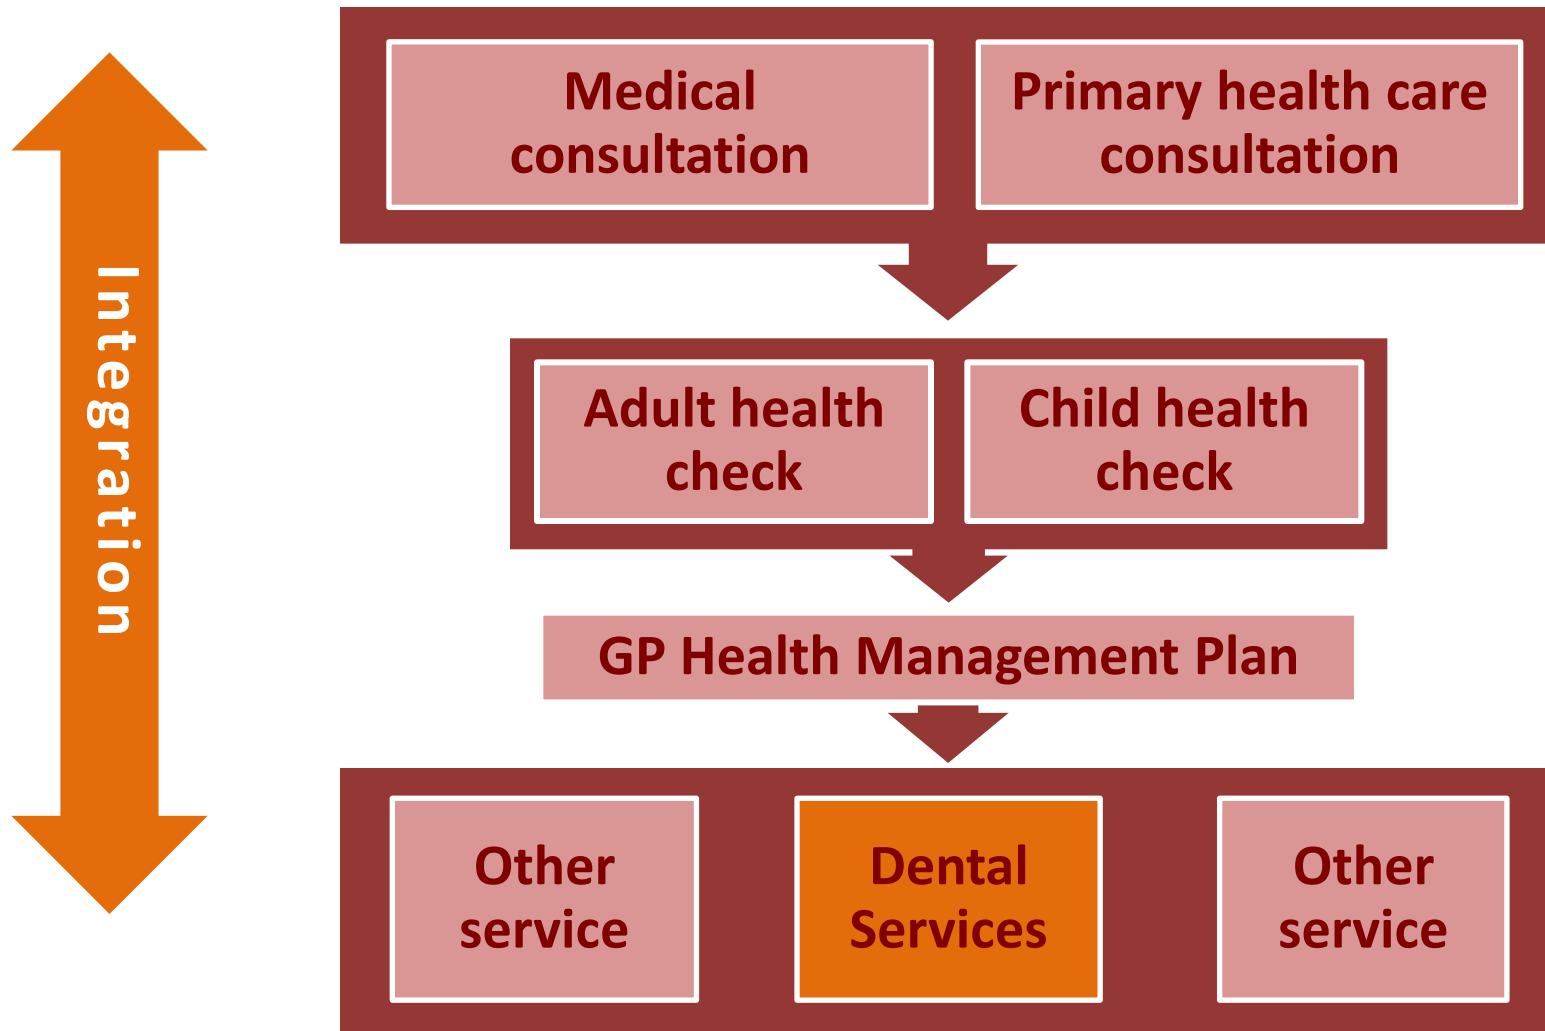 Medical
consultation
Primary health care
consultation
Integration
Adult health
check
Child health
check
GP Health Management Plan
Other
service
Dental
Services
Other
service